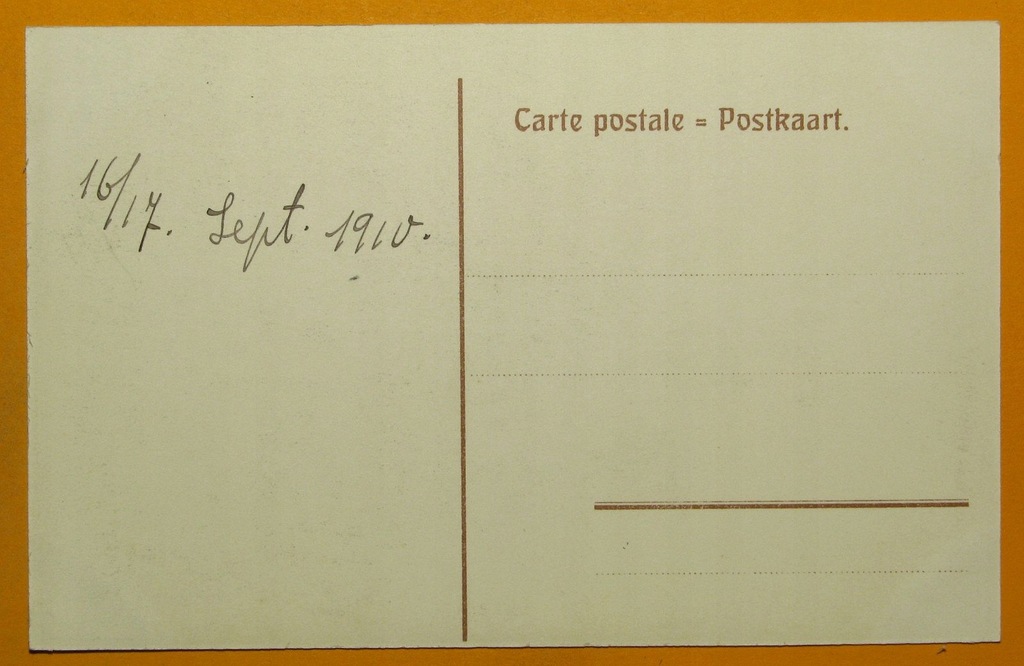 16/17. Sept. 1910.
Carte postale = Postkaart.